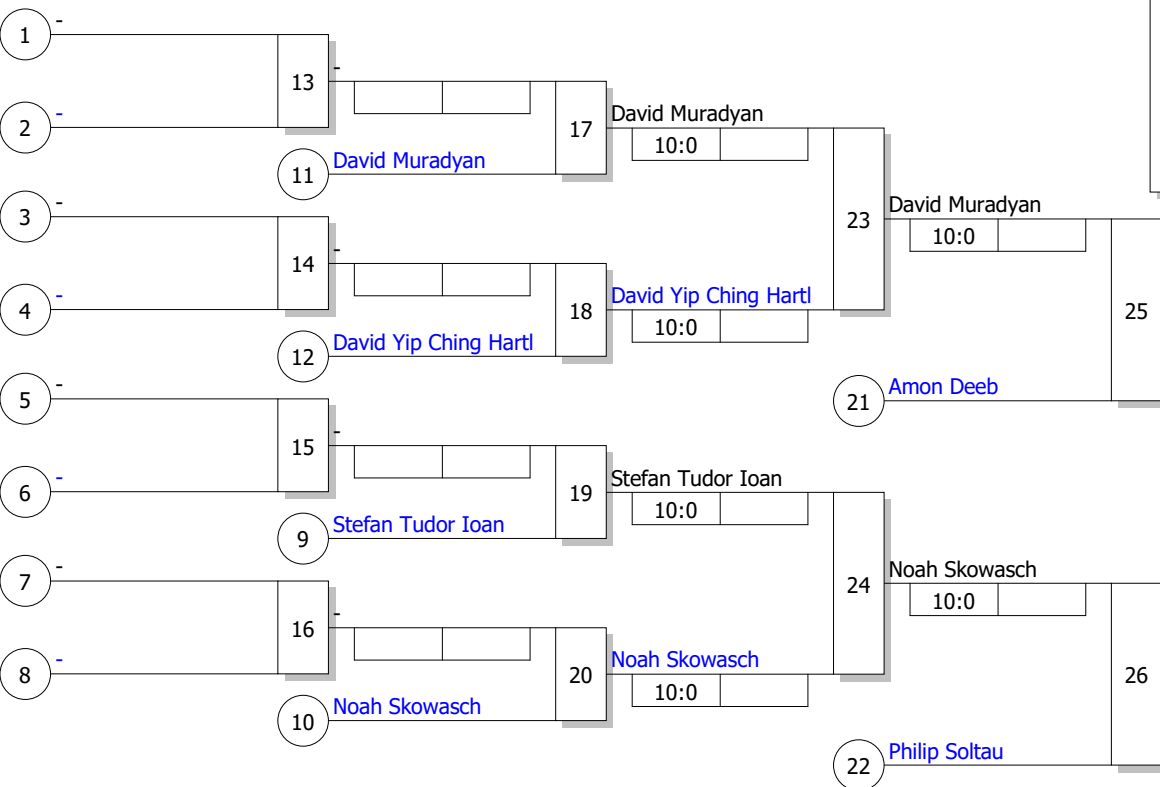 1 -
13
-
2 -
17
David Muradyan
10:0
11 David Muradyan
3 -
23
David Muradyan
10:0
14
-
4 -
18
David Yip Ching Hartl
10:0
12 David Yip Ching Hartl
25
5 -
21 Amon Deeb
15
-
6 -
19
Stefan Tudor Ioan
10:0
9 Stefan Tudor Ioan
7 -
24
Noah Skowasch
10:0
16
-
8 -
20
Noah Skowasch
10:0
10 Noah Skowasch
26
22 Philip Soltau